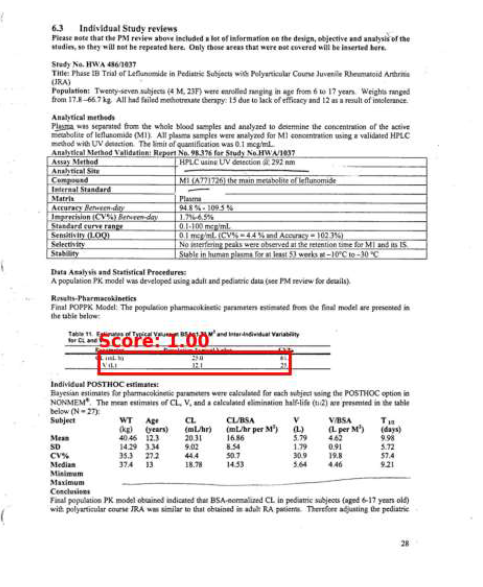 6.3 Individual Study reviews
Please note that the PM review above included a lot of information on the design, objective and analysis of the
studies, so they will not be repeated here. Only those areas that were not covered will be inserted here.
Study No. HWA 486/1037
Title: Phase IB Trial of Leflunomide in Pediatric Subjects with Polyarticular Course Juvenile Rheumatoid Arthritis
(JRA)
Population: Twenty-seven subjects (4 M, 23F) were enrolled ranging in age from 6 to 17 years. Weights ranged
from 17.8-66.7 kg. All had failed methotrexate therapy: 15 due to lack of efficacy and 12 as a result of intolerance.
Analytical methods
Plasma was separated from the whole blood samples and analyzed to determine the concentration of the active
metabolite of leflunomide (M1). All plasma samples were analyzed for M1 concentration using a validated HPLC
method with UV detection. The limit of quantification was 0.1 mcg/mL.
Analytical Method Validation: Report No. 98.376 for Study No.HWA/1037
Assay Method HPLC using UV detection @ 292 nm
Analytical Site
Compound M1 (A771726) the main metabolite of leflunomide
Internal Standard
Matrix Plasma
Accuracy Between-day 94.8 % - 109.5 %
Imprecision (CV%) Between-day 1.7%-6.5%
Standard curve range 0.1-100 mcg/mL
Sensitivity (LOQ) 0.1 mcg/mL (CV% = 4.4 % and Accuracy = 102.3%)
Selectivity No interfering peaks were observed at the retention time for M1 and its IS.
Stability Stable in human plasma for at least 53 weeks at -10°C to -30 °C
Data Analysis and Statistical Procedures:
A population PK model was developed using adult and pediatric data (see PM review for details).
Results-Pharmacokinetics
Final POPPK Model: The population pharmacokinetic parameters estimated from the final model are presented in
the table below:
Table 11. Estimates of Typical Values at BSA= M² and Inter-Individual Variability
for CL and
Score: 1.00
V (L) 12.1
Individual POSTHOC estimates:
Bayesian estimates for pharmacokinetic parameters were calculated for each subject using the POSTHOC option in
NONMEM®. The mean estimates of CL, V, and a calculated elimination half-life (t1/2) are presented in the table
below (N = 27):
Subject WT Age CL CL/BSA V V/BSA T 1/2
(kg) (years) (mL/hr) (mL/hr per M²) (L) (L per M²) (days)
Mean 40.46 12.3 20.31 16.86 5.79 4.62 9.98
SD 14.29 3.34 9.02 8.54 1.79 0.91 5.72
CV% 35.3 27.2 44.4 50.7 30.9 19.8 57.4
Median 37.4 13 18.78 14.53 5.64 4.46 9.21
Minimum
Maximum
Conclusions
Final population PK model obtained indicated that BSA-normalized CL in pediatric subjects (aged 6-17 years old)
with polyarticular course JRA was similar to that obtained in adult RA patients. Therefore adjusting the pediatric
28